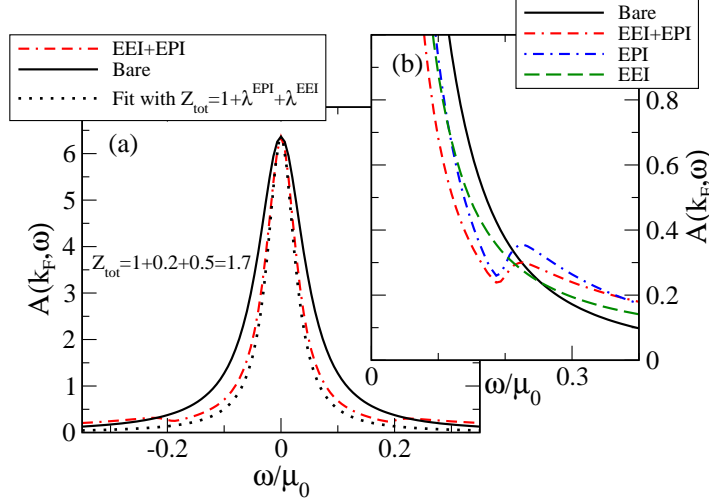 EEI+EPI
Bare
Fit with Z_tot=1+λ^EPI+λ^EEI
(a)
A(k_F,ω)
6
5
4
3
2
1
0
Z_tot=1+0.2+0.5=1.7
-0.2
0
0.2
ω/μ_0
Bare
EEI+EPI
EPI
EEI
(b)
A(k_F,ω)
0.8
0.6
0.4
0.2
0
0
0.3
ω/μ_0